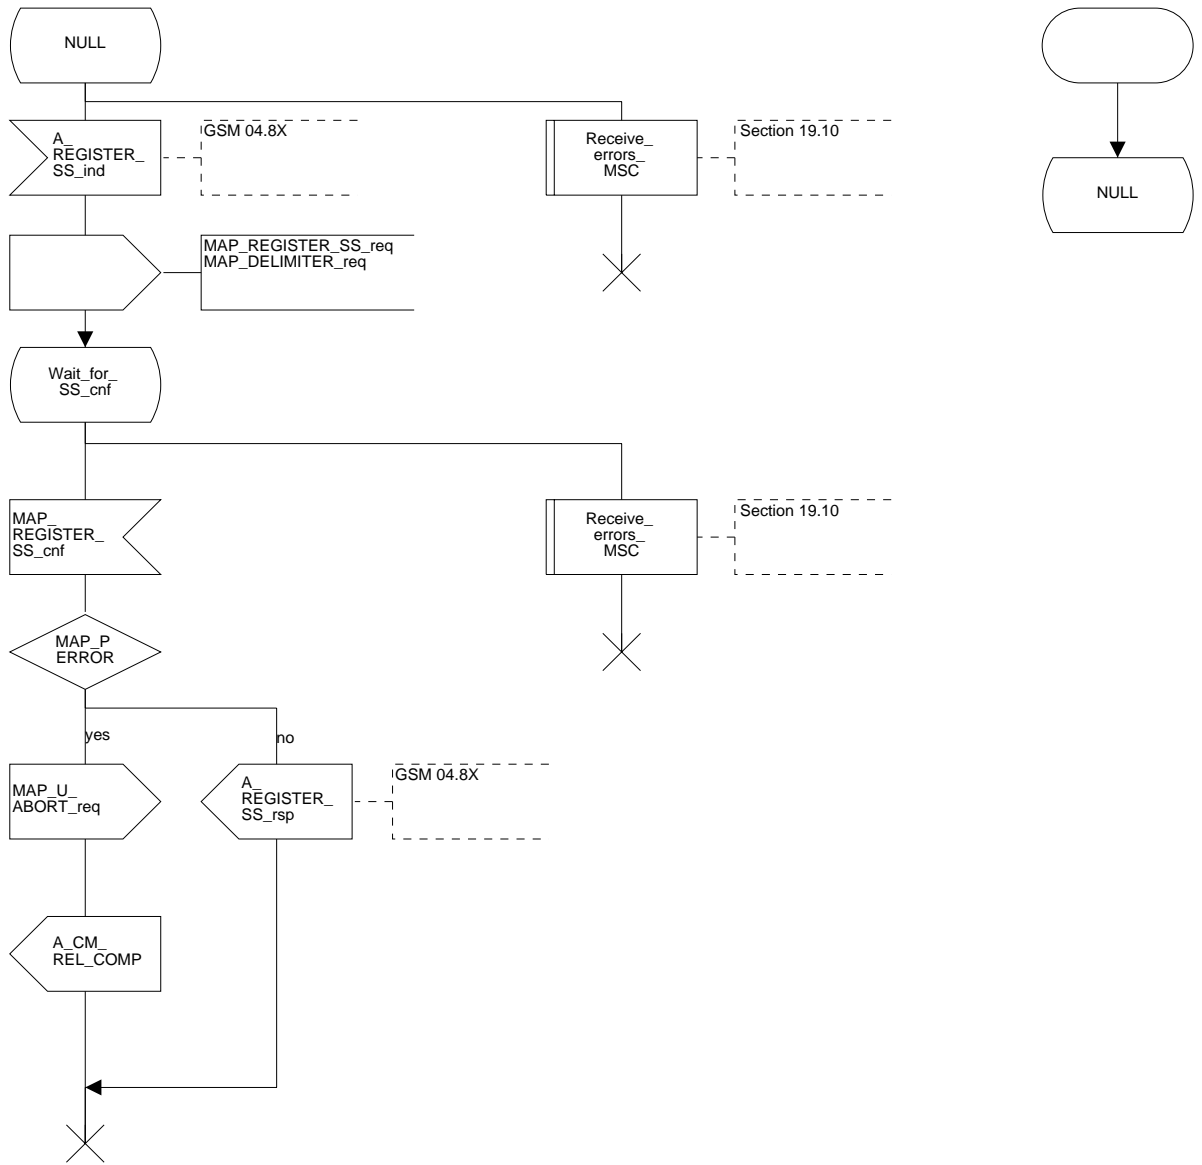 NULL
A_
REGISTER_
SS_ind
GSM 04.8X
Receive_
errors_
MSC
Section 19.10
NULL
MAP_REGISTER_SS_req
MAP_DELIMITER_req
Wait_for_
SS_cnf
MAP_
REGISTER_
SS_cnf
Receive_
errors_
MSC
Section 19.10
MAP_P
ERROR
yes
no
MAP_U_
ABORT_req
A_
REGISTER_
SS_rsp
GSM 04.8X
A_CM_
REL_COMP